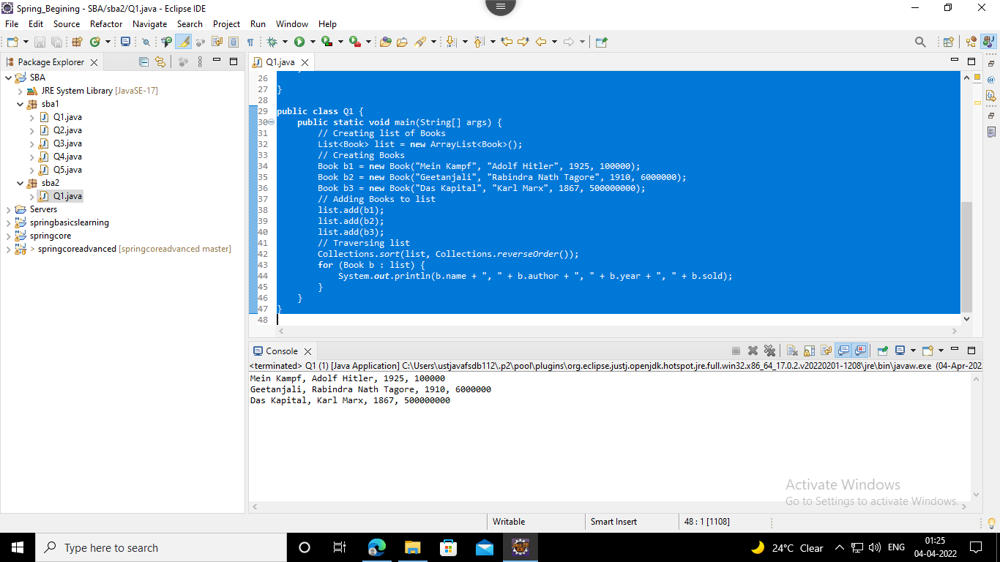 Spring_Begining - SBA/sba2/Q1.java - Eclipse IDE
File Edit Source Refactor Navigate Search Project Run Window Help
Package Explorer
SBA
JRE System Library [JavaSE-17]
sba1
Q1.java
Q2.java
Q3.java
Q4.java
Q5.java
sba2
Q1.java
Servers
springbasicslearning
springcore
> springcoreadvanced [springcoreadvanced master]
Q1.java
26
27 }
28
29 public class Q1 {
30 public static void main(String[] args) {
31 // Creating list of Books
32 List<Book> list = new ArrayList<Book>();
33 // Creating Books
34 Book b1 = new Book("Mein Kampf", "Adolf Hitler", 1925, 100000);
35 Book b2 = new Book("Geetanjali", "Rabindra Nath Tagore", 1910, 6000000);
36 Book b3 = new Book("Das Kapital", "Karl Marx", 1867, 500000000);
37 // Adding Books to list
38 list.add(b1);
39 list.add(b2);
40 list.add(b3);
41 // Traversing list
42 Collections.sort(list, Collections.reverseOrder());
43 for (Book b : list) {
44 System.out.println(b.name + ", " + b.author + ", " + b.year + ", " + b.sold);
45 }
46 }
47 }
48
Console
<terminated> Q1 (1) [Java Application] C:\Users\ustjavafsdb112\.p2\pool\plugins\org.eclipse.justj.openjdk.hotspot.jre.full.win32.x86_64_17.0.2.v20220201-1208\jre\bin\javaw.exe (04-Apr-202
Mein Kampf, Adolf Hitler, 1925, 100000
Geetanjali, Rabindra Nath Tagore, 1910, 6000000
Das Kapital, Karl Marx, 1867, 500000000
Activate Windows
Go to Settings to activate Windows.
Writable Smart Insert 48 : 1 [1108]
Type here to search
24°C Clear ENG
01:25
04-04-2022